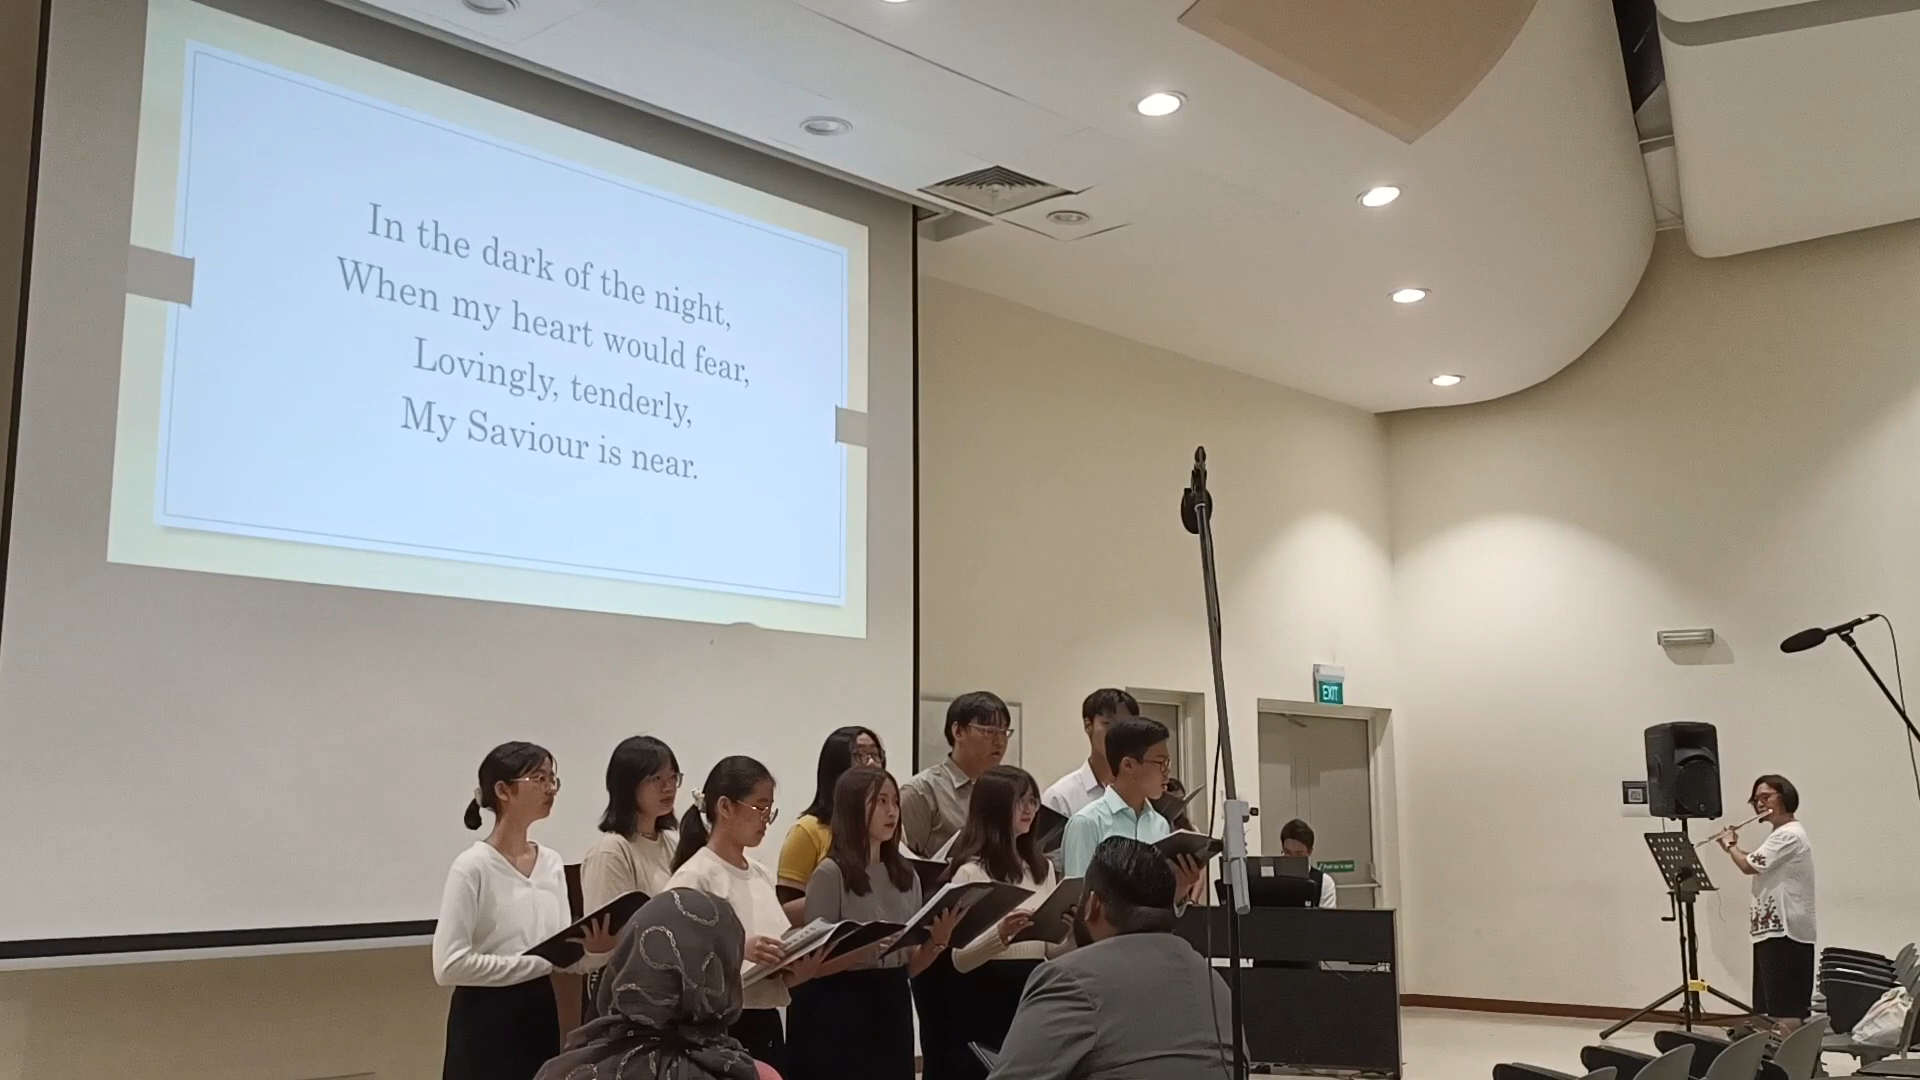 In the dark of the night,
When my heart would fear,
Lovingly, tenderly,
My Saviour is near.
EXIT